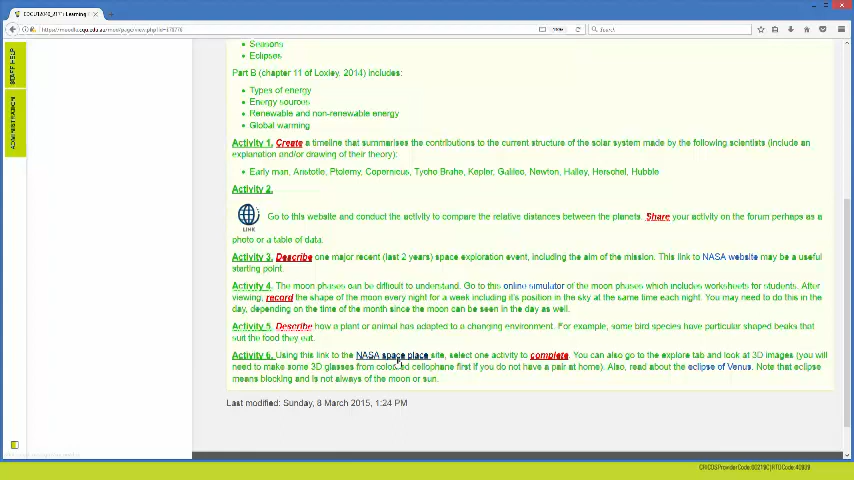 Learning
Search
STAFF HELP
ADMINISTRATION
Seasons
Eclipses
Part B (chapter 11 of Loxley, 2014) includes:
Types of energy
Energy sources
Renewable and non-renewable energy
Global warming
Activity 1. Create a timeline that summarises the contributions to the current structure of the solar system made by the following scientists (include an
explanation and/or drawing of their theory):
Early man, Aristotle, Ptolemy, Copernicus, Tycho Brahe, Kepler, Galileo, Newton, Halley, Herschel, Hubble
Activity 2.
LINK
Go to this website and conduct the activity to compare the relative distances between the planets. Share your activity on the forum perhaps as a
photo or a table of data.
Activity 3. Describe one major recent (last 2 years) space exploration event, including the aim of the mission. This link to NASA website may be a useful
starting point.
Activity 4. The moon phases can be difficult to understand. Go to this online simulator of the moon phases which includes worksheets for students. After
viewing, record the shape of the moon every night for a week including it's position in the sky at the same time each night. You may need to do this in the
day, depending on the time of the month since the moon can be seen in the day as well.
Activity 5. Describe how a plant or animal has adapted to a changing environment. For example, some bird species have particular shaped beaks that
suit the food they eat.
Activity 6. Using this link to the NASA space place site, select one activity to complete. You can also go to the explore tab and look at 3D images (you will
need to make some 3D glasses from coloured cellophane first if you do not have a pair at home). Also, read about the eclipse of Venus. Note that eclipse
means blocking and is not always of the moon or sun.
Last modified: Sunday, 8 March 2015, 1:24 PM